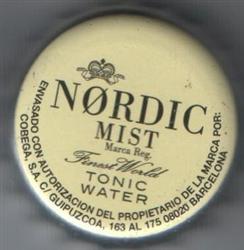 NØRDIC
MIST
Marca Reg.
Finest World
TONIC
WATER
ENVASADO CON AUTORIZACION DEL PROPIETARIO DE LA MARCA POR:
COBEGA, S.A. C/ GUIPUZCOA, 163 AL 175 08020 BARCELONA